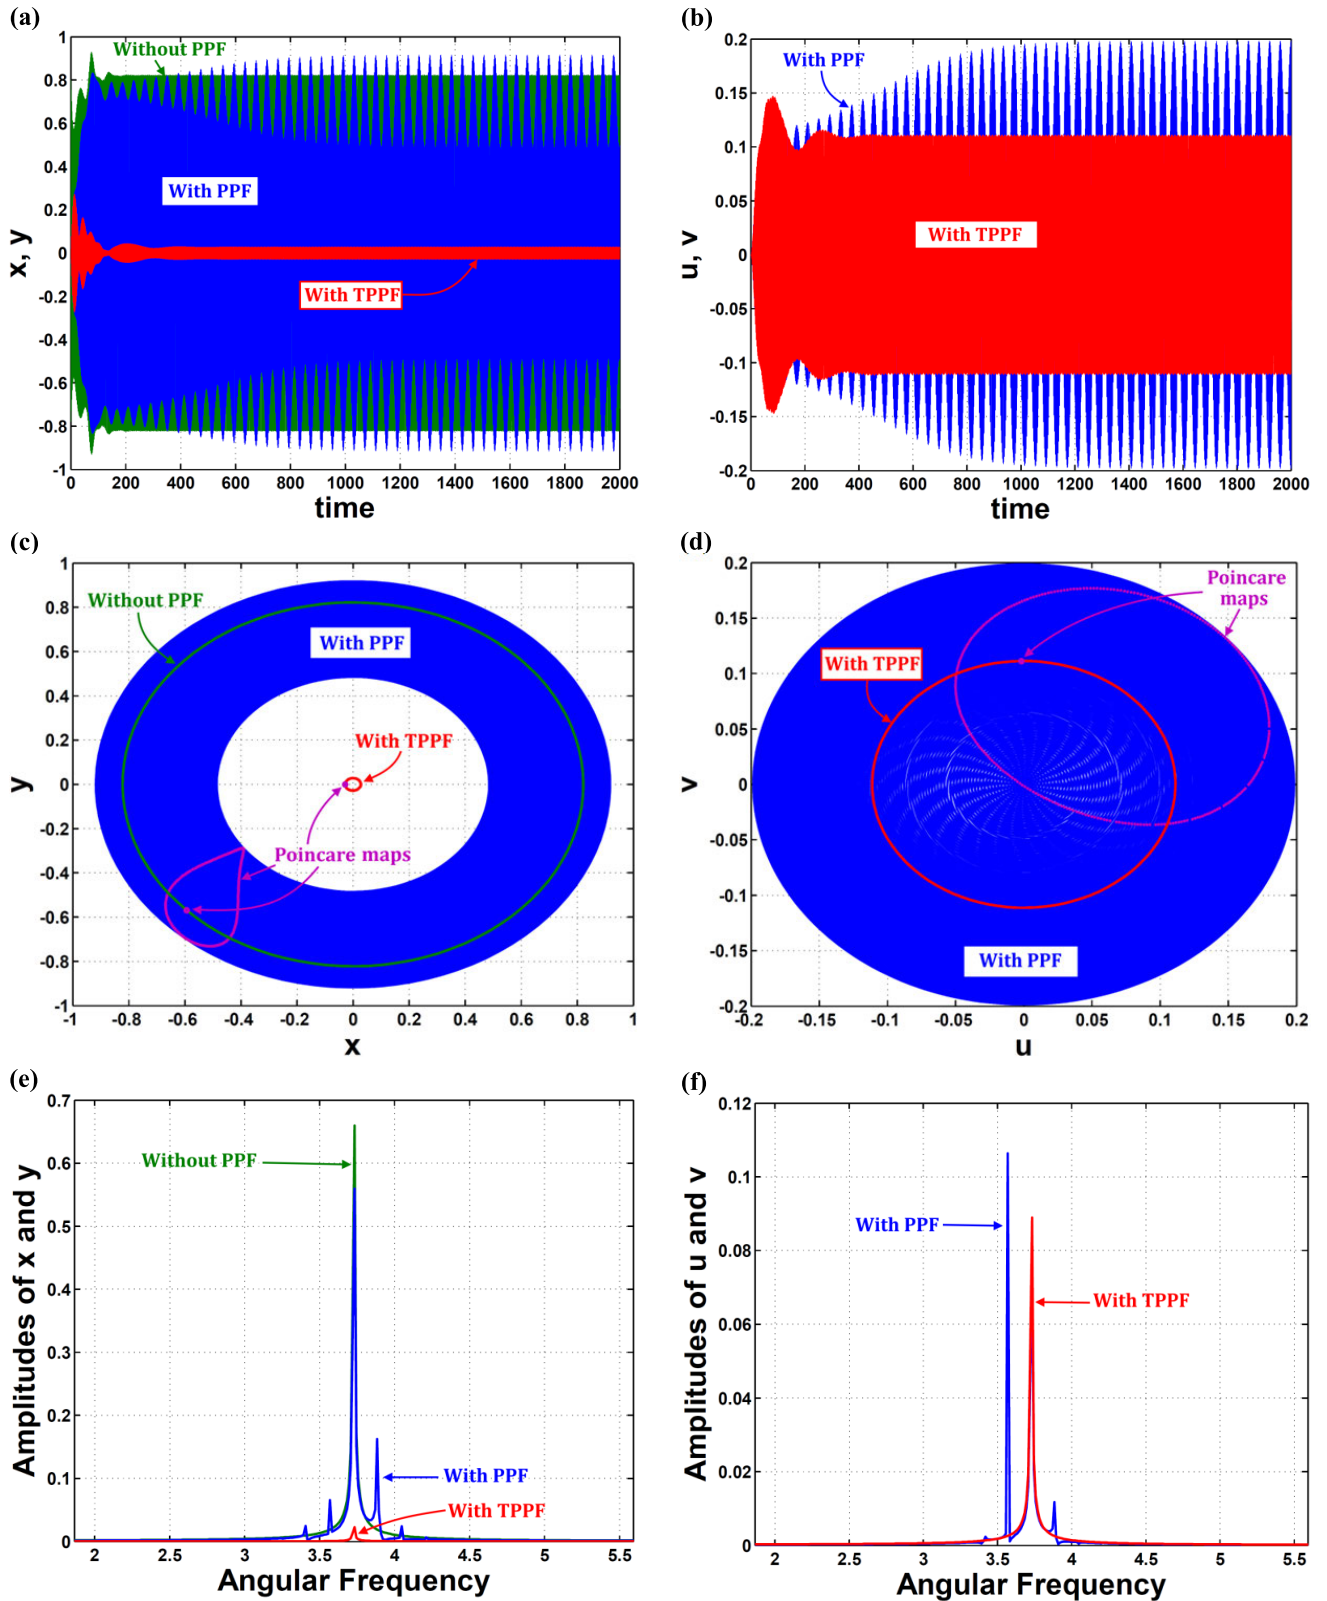 (a)
1
0.8
0.6
0.4
0.2
0
-0.2
-0.4
-0.6
-0.8
-1
x, y
Without PPF
With PPF
With TPPF
0 200 400 600 800 1000 1200 1400 1600 1800 2000
time
(b)
0.2
0.15
0.1
0.05
0
-0.05
-0.1
-0.15
-0.2
u, v
With PPF
With TPPF
0 200 400 600 800 1000 1200 1400 1600 1800 2000
time
(c)
1
0.8
0.6
0.4
0.2
0
-0.2
-0.4
-0.6
-0.8
-1
y
Without PPF
With PPF
With TPPF
Poincare maps
-1 -0.8 -0.6 -0.4 -0.2 0 0.2 0.4 0.6 0.8 1
x
(d)
0.2
0.15
0.1
0.05
0
-0.05
-0.1
-0.15
-0.2
v
Poincare
maps
With TPPF
With PPF
-0.2 -0.15 -0.1 -0.05 0 0.05 0.1 0.15 0.2
u
(e)
0.7
0.6
0.5
0.4
0.3
0.2
0.1
0
Amplitudes of x and y
Without PPF
With PPF
With TPPF
2 2.5 3 3.5 4 4.5 5 5.5
Angular Frequency
(f)
0.12
0.1
0.08
0.06
0.04
0.02
0
Amplitudes of u and v
With PPF
With TPPF
2 2.5 3 3.5 4 4.5 5 5.5
Angular Frequency